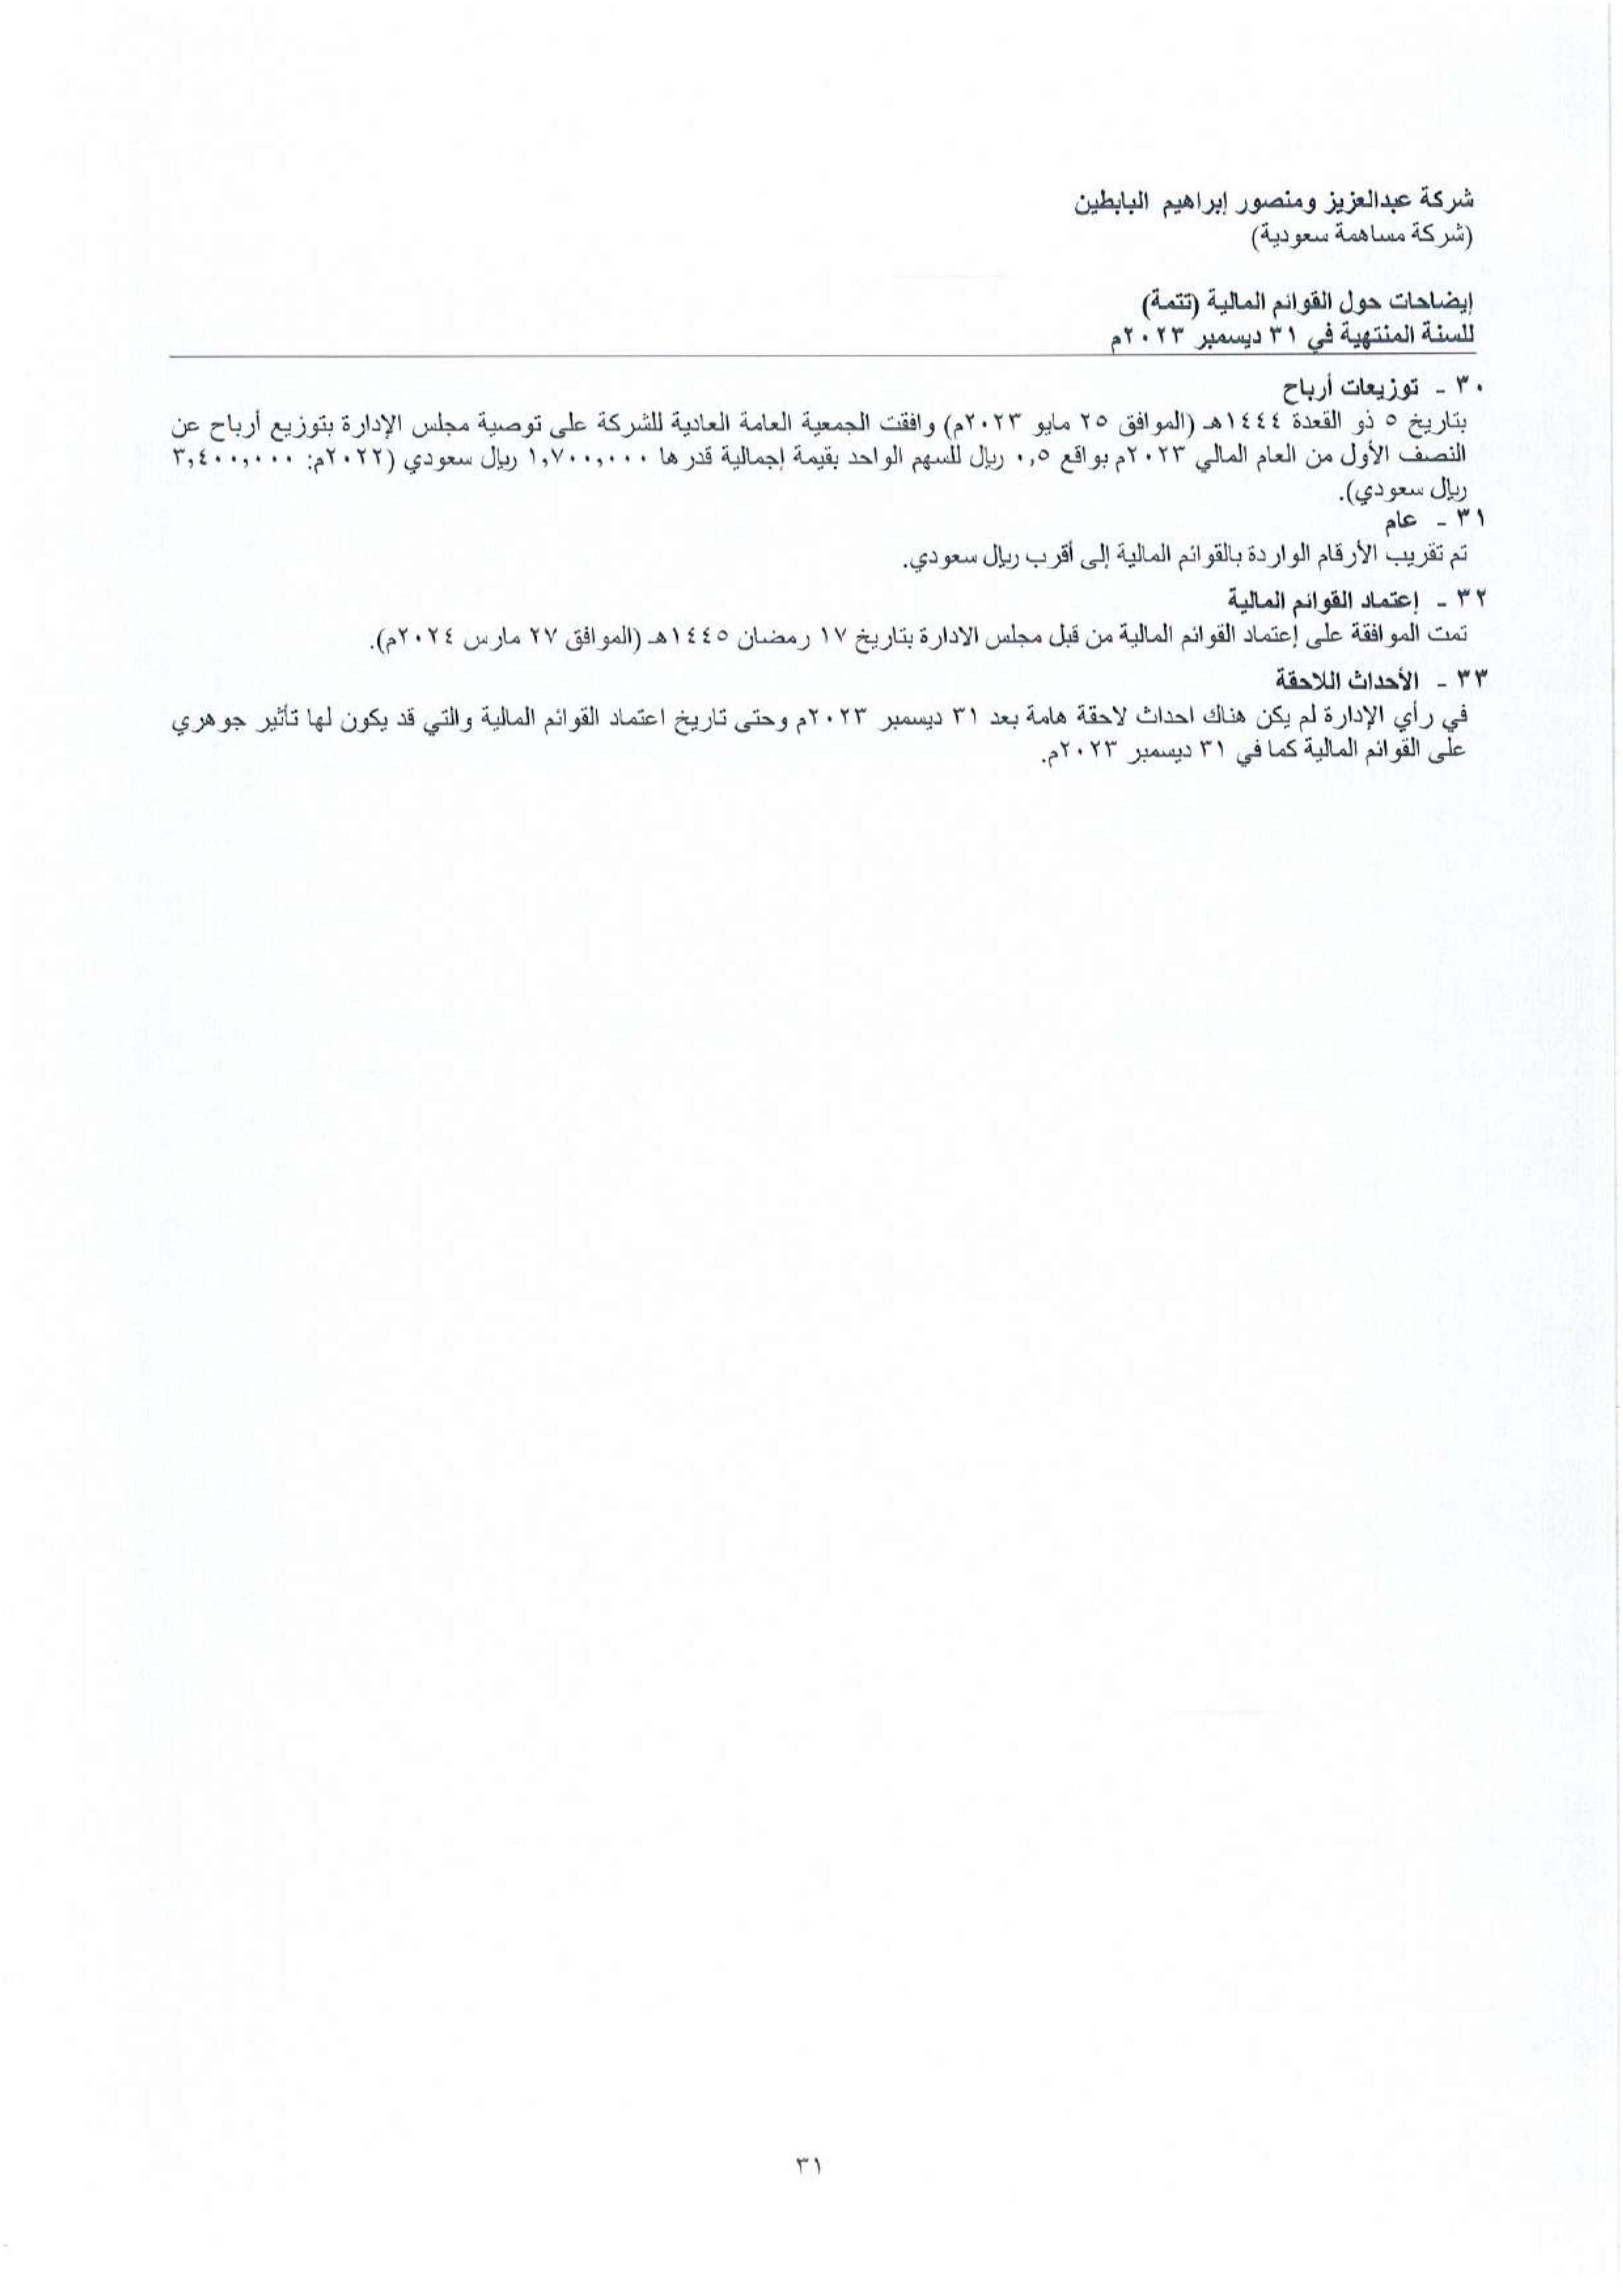 شركة عبدالعزيز ومنصور إبراهيم البابطين
(شركة مساهمة سعودية)
إيضاحات حول القوائم المالية (تتمة)
للسنة المنتهية في ٣١ ديسمبر ٢٠٢٣م
٣٠ - توزيعات أرباح
بتاريخ ٥ ذو القعدة ١٤٤٤هـ (الموافق ٢٥ مايو ٢٠٢٣م) وافقت الجمعية العامة العادية للشركة على توصية مجلس الإدارة بتوزيع أرباح عن
النصف الأول من العام المالي ٢٠٢٣م بواقع ٠,٥ ريال للسهم الواحد بقيمة إجمالية قدرها ١,٧٠٠,٠٠٠ ريال سعودي (٢٠٢٢م: ٣,٤٠٠,٠٠٠
ريال سعودي).
٣١ - عام
تم تقريب الأرقام الواردة بالقوائم المالية إلى أقرب ريال سعودي.
٣٢ - إعتماد القوائم المالية
تمت الموافقة على إعتماد القوائم المالية من قبل مجلس الادارة بتاريخ ١٧ رمضان ١٤٤٥هـ (الموافق ٢٧ مارس ٢٠٢٤م).
٣٣ - الأحداث اللاحقة
في رأي الإدارة لم يكن هناك احداث لاحقة هامة بعد ٣١ ديسمبر ٢٠٢٣م وحتى تاريخ اعتماد القوائم المالية والتي قد يكون لها تأثير جوهري
على القوائم المالية كما في ٣١ ديسمبر ٢٠٢٣م.
٣١